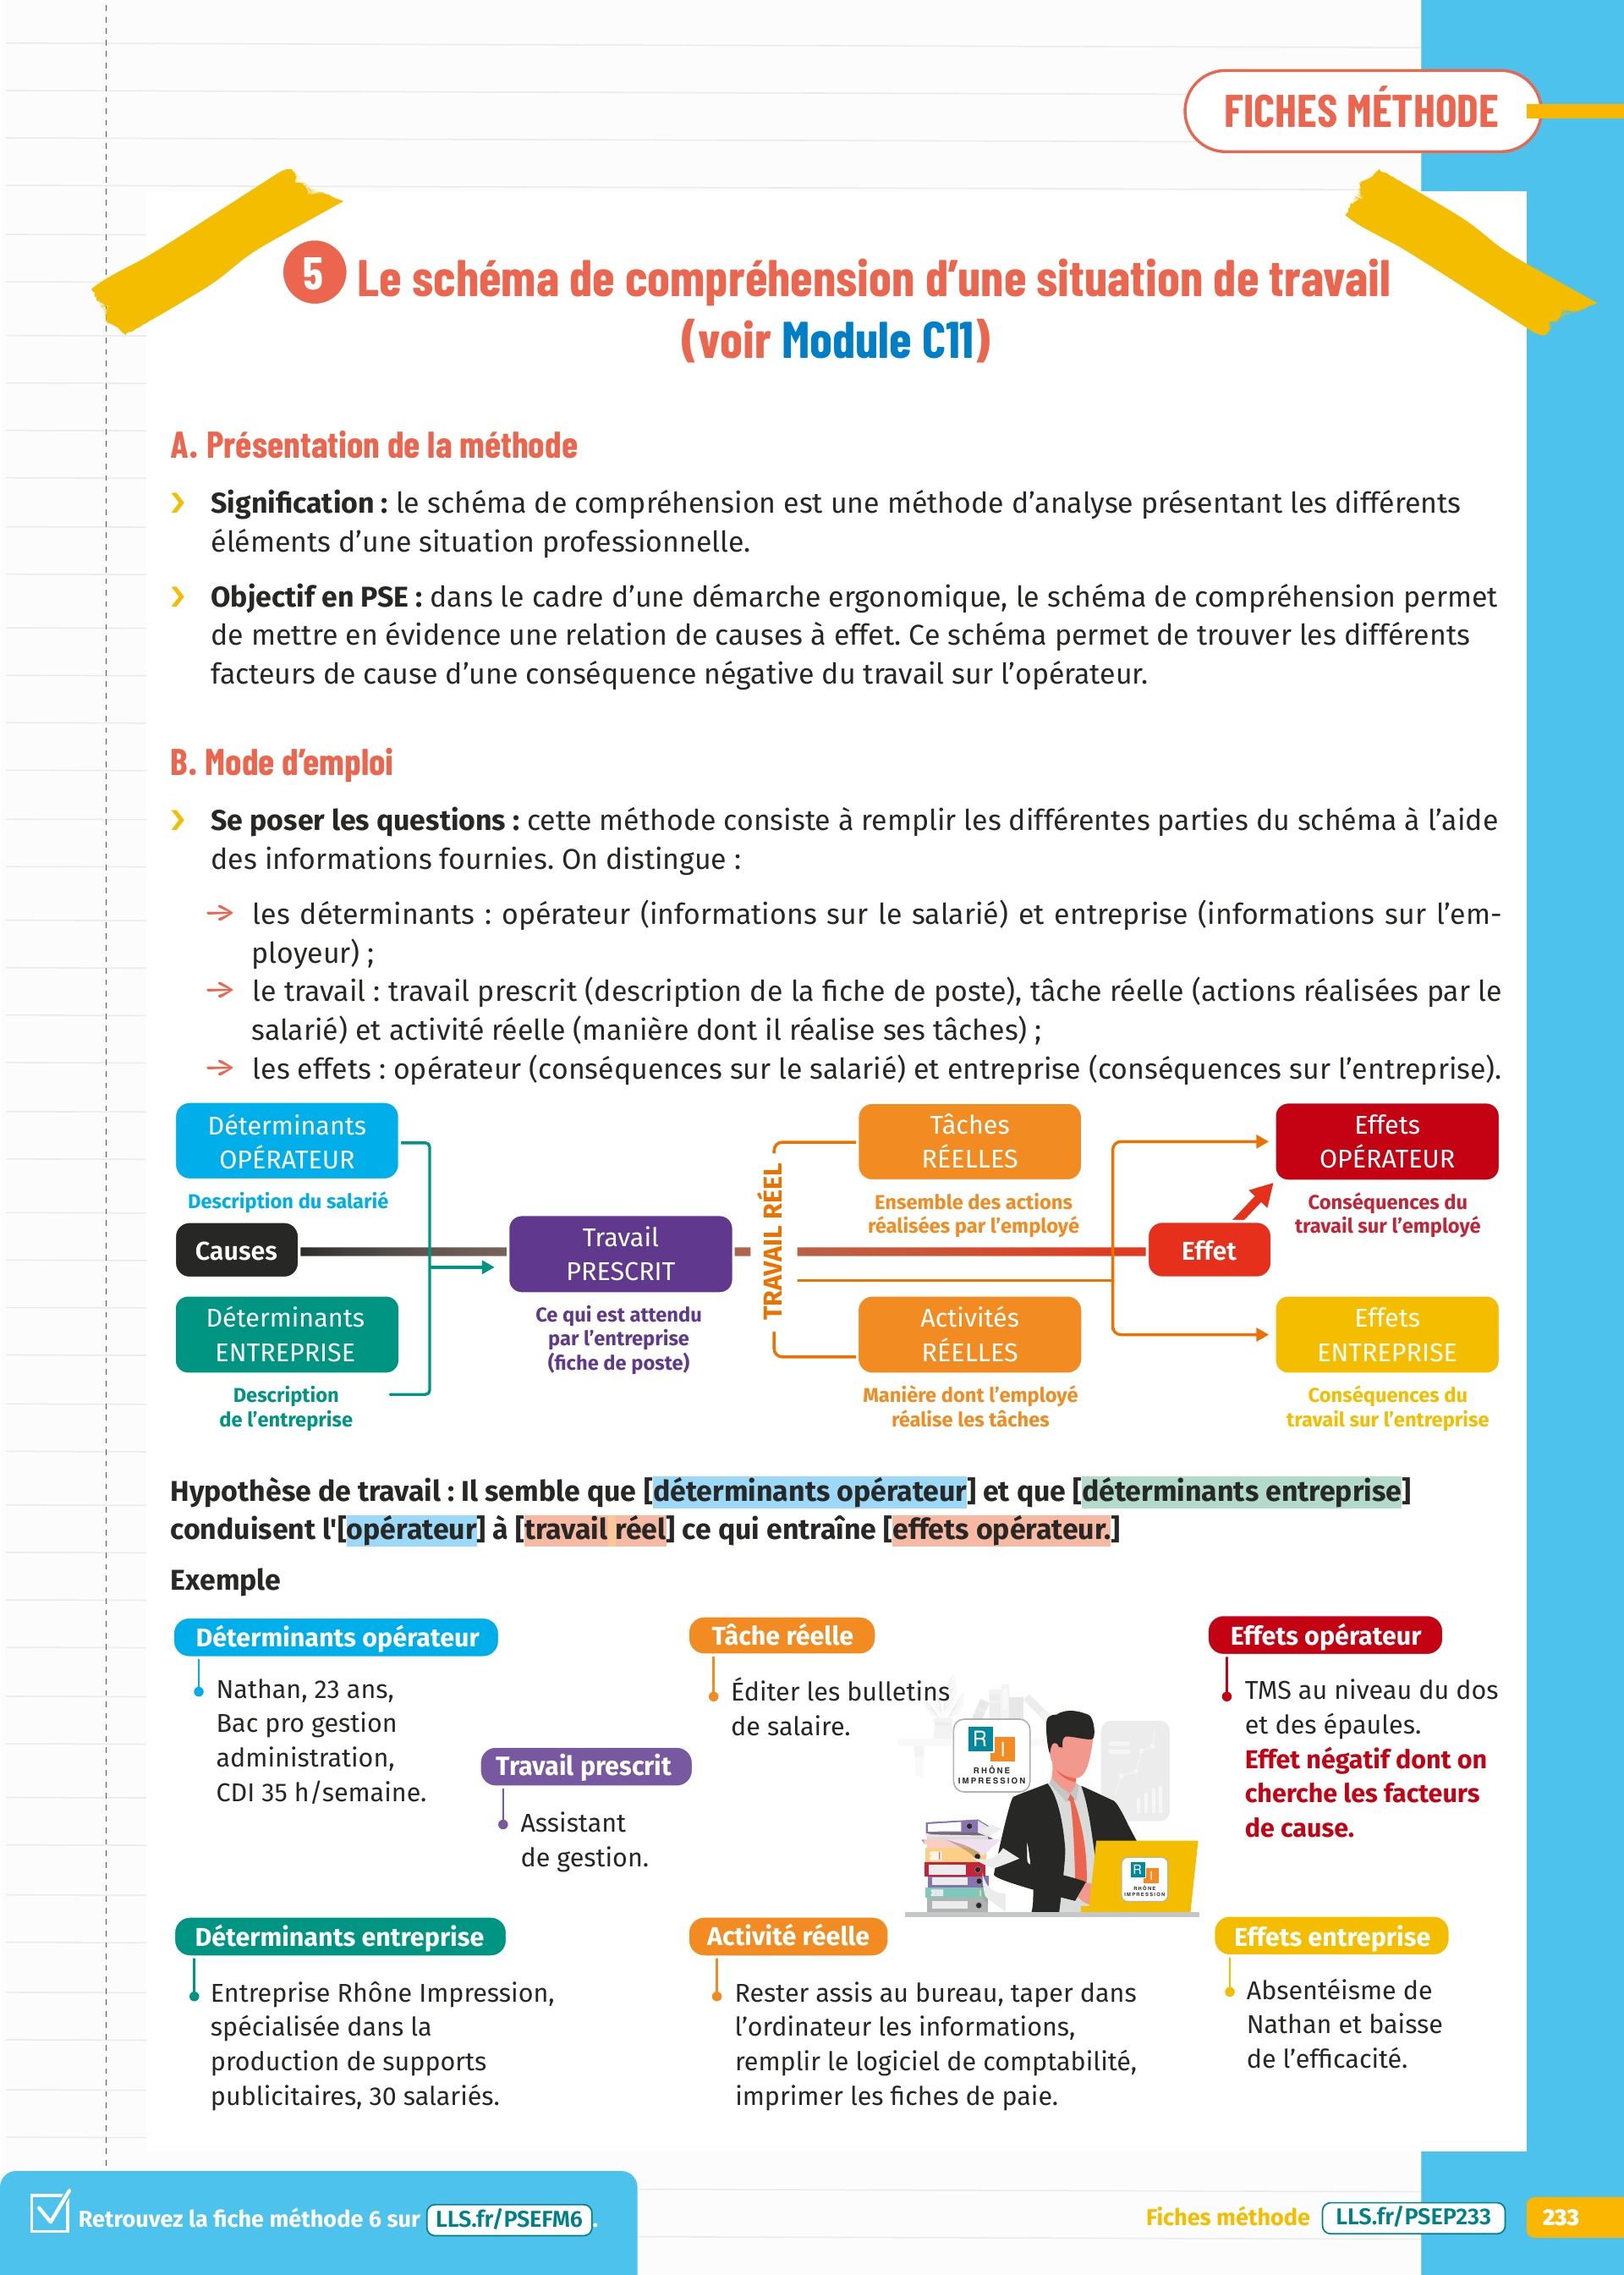 FICHES MÉTHODE
5 Le schéma de compréhension d’une situation de travail
(voir Module C11)
A. Présentation de la méthode
› Signification : le schéma de compréhension est une méthode d’analyse présentant les différents
éléments d’une situation professionnelle.
› Objectif en PSE : dans le cadre d’une démarche ergonomique, le schéma de compréhension permet
de mettre en évidence une relation de causes à effet. Ce schéma permet de trouver les différents
facteurs de cause d’une conséquence négative du travail sur l’opérateur.
B. Mode d’emploi
› Se poser les questions : cette méthode consiste à remplir les différentes parties du schéma à l’aide
des informations fournies. On distingue :
→ les déterminants : opérateur (informations sur le salarié) et entreprise (informations sur l’em-
ployeur) ;
→ le travail : travail prescrit (description de la fiche de poste), tâche réelle (actions réalisées par le
salarié) et activité réelle (manière dont il réalise ses tâches) ;
→ les effets : opérateur (conséquences sur le salarié) et entreprise (conséquences sur l’entreprise).
Déterminants
OPÉRATEUR
Description du salarié
Causes
Déterminants
ENTREPRISE
Description
de l’entreprise
Travail
PRESCRIT
Ce qui est attendu
par l’entreprise
(fiche de poste)
TRAVAIL RÉEL
Tâches
RÉELLES
Ensemble des actions
réalisées par l’employé
Activités
RÉELLES
Manière dont l’employé
réalise les tâches
Effet
Effets
OPÉRATEUR
Conséquences du
travail sur l’employé
Effets
ENTREPRISE
Conséquences du
travail sur l’entreprise
Hypothèse de travail : Il semble que [déterminants opérateur] et que [déterminants entreprise]
conduisent l'[opérateur] à [travail réel] ce qui entraîne [effets opérateur.]
Exemple
Déterminants opérateur
Nathan, 23 ans,
Bac pro gestion
administration,
CDI 35 h/semaine.
Travail prescrit
Assistant
de gestion.
Tâche réelle
Éditer les bulletins
de salaire.
R I
RHÔNE
IMPRESSION
R I
RHÔNE
IMPRESSION
Effets opérateur
TMS au niveau du dos
et des épaules.
Effet négatif dont on
cherche les facteurs
de cause.
Déterminants entreprise
Entreprise Rhône Impression,
spécialisée dans la
production de supports
publicitaires, 30 salariés.
Activité réelle
Rester assis au bureau, taper dans
l’ordinateur les informations,
remplir le logiciel de comptabilité,
imprimer les fiches de paie.
Effets entreprise
Absentéisme de
Nathan et baisse
de l’efficacité.
Retrouvez la fiche méthode 6 sur LLS.fr/PSEFM6.
Fiches méthode LLS.fr/PSEP233 233